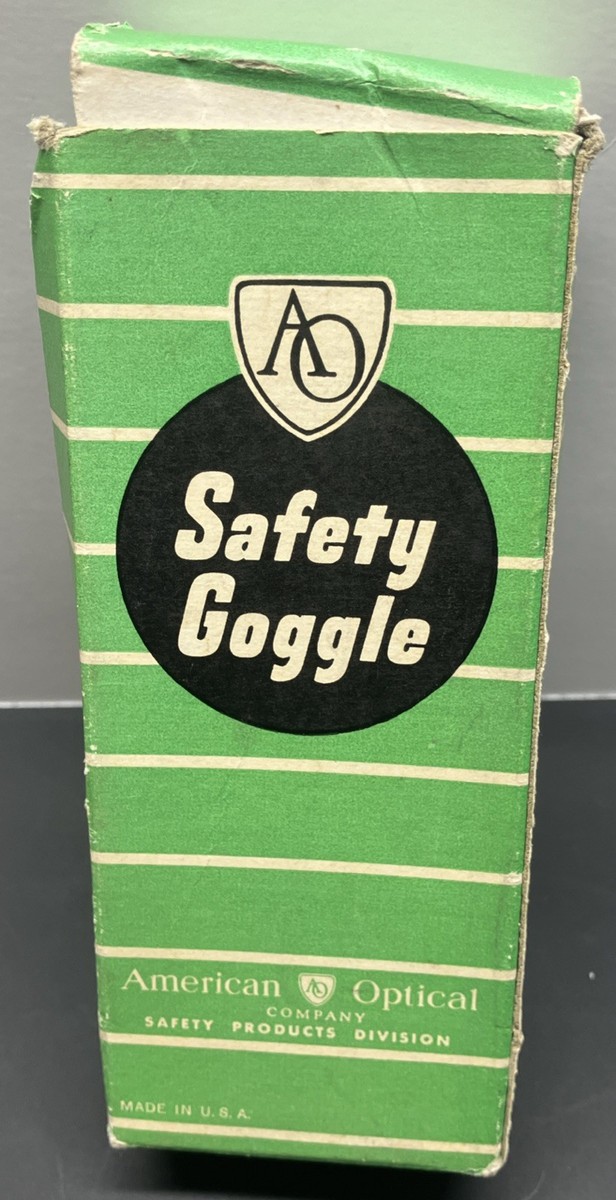 AO
Safety
Goggle
American AO Optical
COMPANY
SAFETY PRODUCTS DIVISION
MADE IN U.S.A.